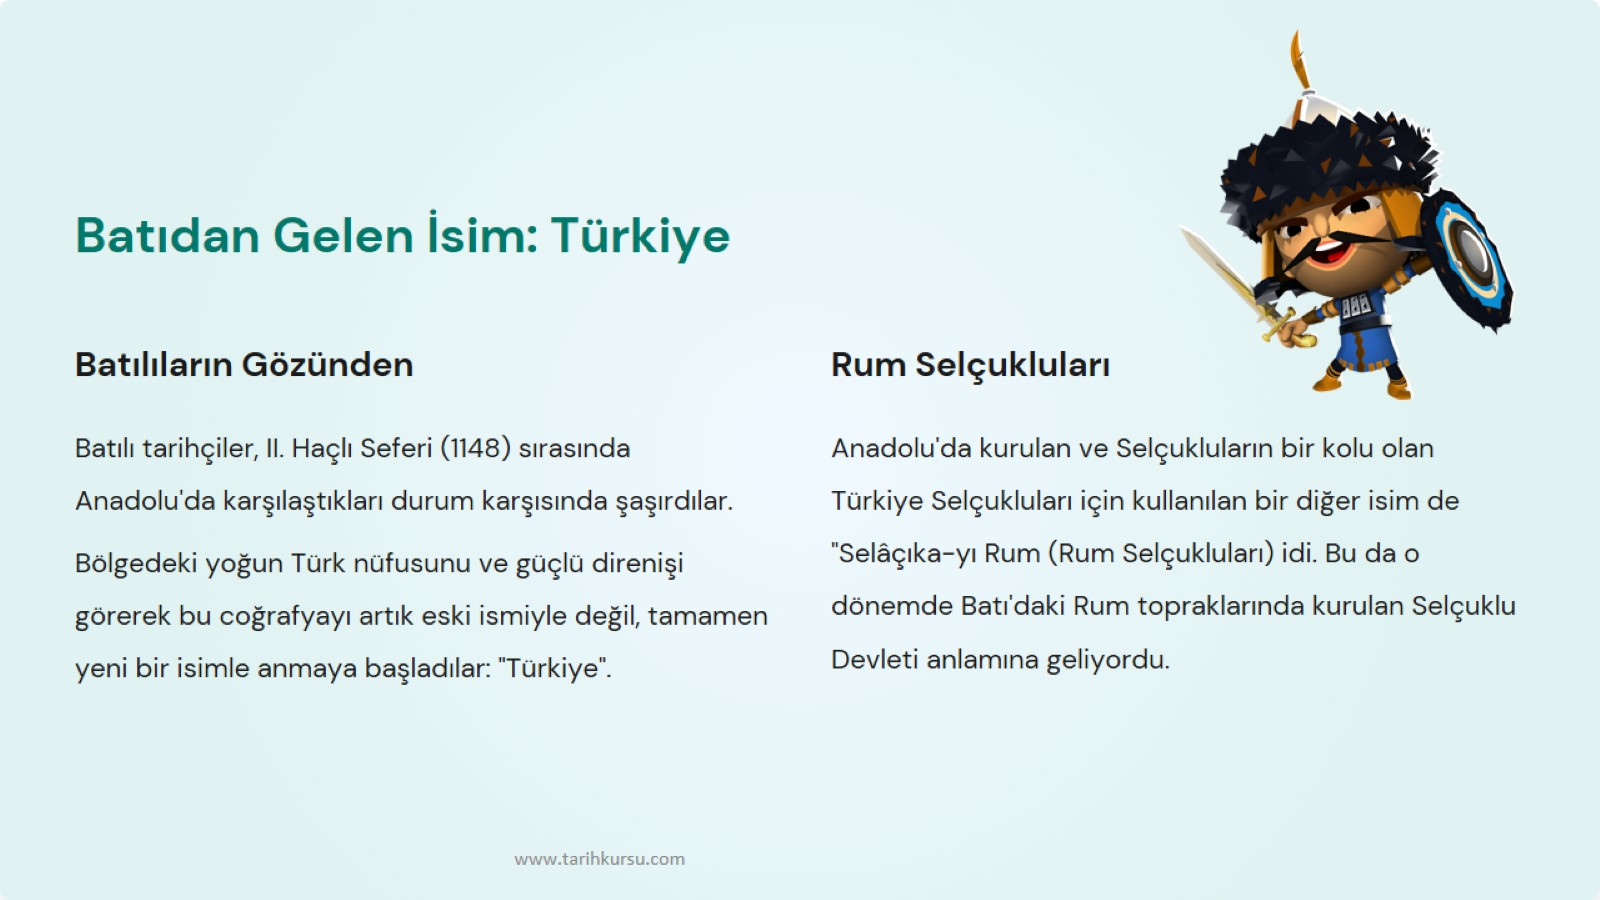 Batıdan Gelen İsim: Türkiye
Batılıların Gözünden
Batılı tarihçiler, II. Haçlı Seferi (1148) sırasında
Anadolu'da karşılaştıkları durum karşısında şaşırdılar.
Bölgedeki yoğun Türk nüfusunu ve güçlü direnişi
görerek bu coğrafyayı artık eski ismiyle değil, tamamen
yeni bir isimle anmaya başladılar: "Türkiye".
Rum Selçukluları
Anadolu'da kurulan ve Selçukluların bir kolu olan
Türkiye Selçukluları için kullanılan bir diğer isim de
"Selâçıka-yı Rum (Rum Selçukluları) idi. Bu da o
dönemde Batı'daki Rum topraklarında kurulan Selçuklu
Devleti anlamına geliyordu.
www.tarihkursu.com